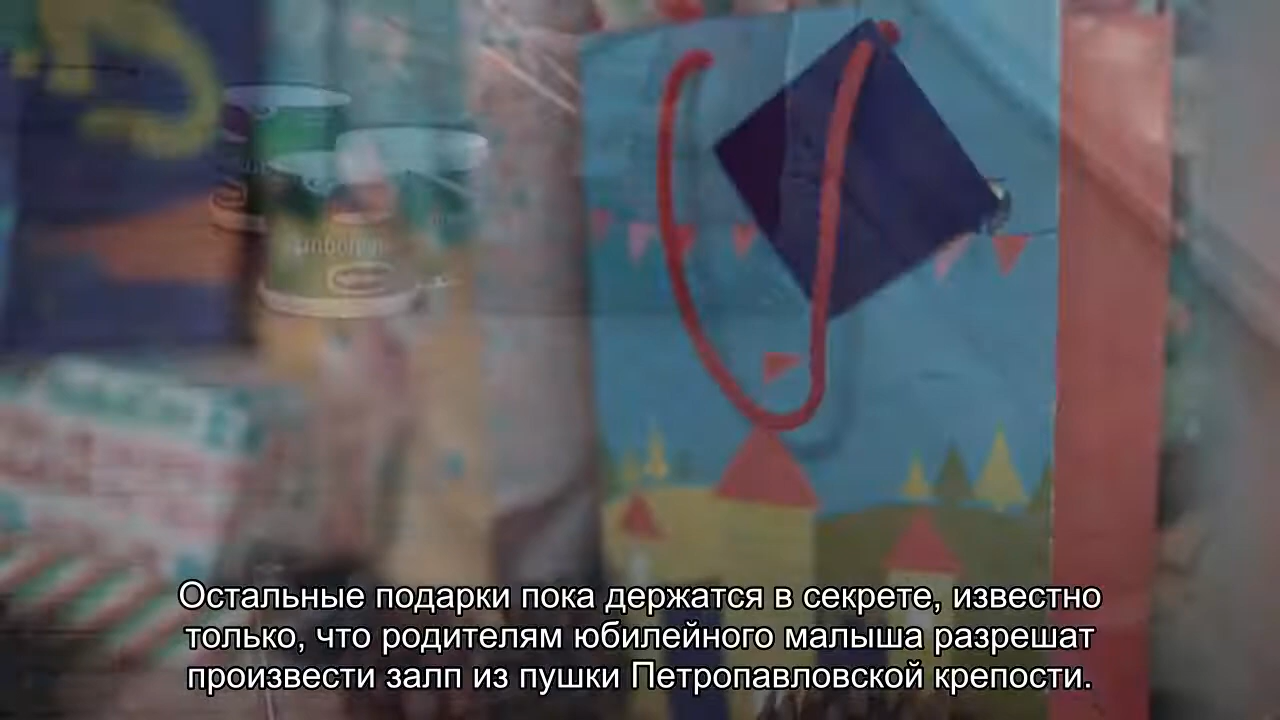 Остальные подарки пока держатся в секрете, известно
только, что родителям юбилейного малыша разрешат
произвести залп из пушки Петропавловской крепости.